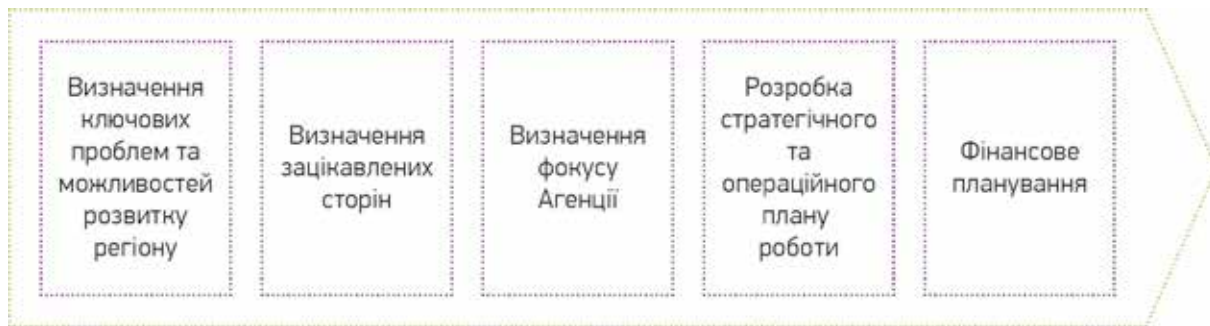 Визначення
ключових
проблем та
можливостей
розвитку
регіону
Визначення
зацікавлених
сторін
Визначення
фокусу
Агенції
Розробка
стратегічного
та
операційного
плану
роботи
Фінансове
планування